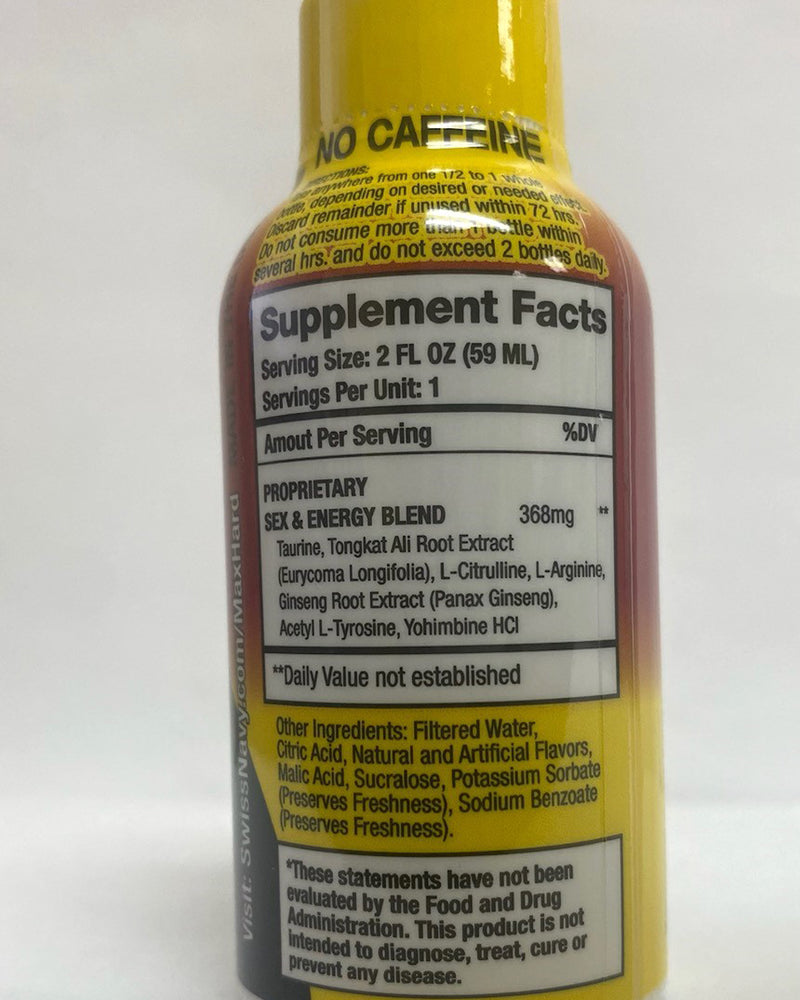 NO CAFFEINE
anywhere from one 1/2 to 1 whole
bottle, depending on desired or needed effect.
Discard remainder if unused within 72 hrs.
Do not consume more than 1 bottle within
several hrs. and do not exceed 2 bottles daily.
Supplement Facts
Serving Size: 2 FL OZ (59 ML)
Servings Per Unit: 1
Amout Per Serving %DV
PROPRIETARY
SEX & ENERGY BLEND 368mg **
Taurine, Tongkat Ali Root Extract
(Eurycoma Longifolia), L-Citrulline, L-Arginine,
Ginseng Root Extract (Panax Ginseng),
Acetyl L-Tyrosine, Yohimbine HCl
**Daily Value not established
Other Ingredients: Filtered Water,
Citric Acid, Natural and Artificial Flavors,
Malic Acid, Sucralose, Potassium Sorbate
(Preserves Freshness), Sodium Benzoate
(Preserves Freshness).
*These statements have not been
evaluated by the Food and Drug
Administration. This product is not
intended to diagnose, treat, cure or
prevent any disease.
Visit: SwissNavy.com/MaxHard
MADE IN